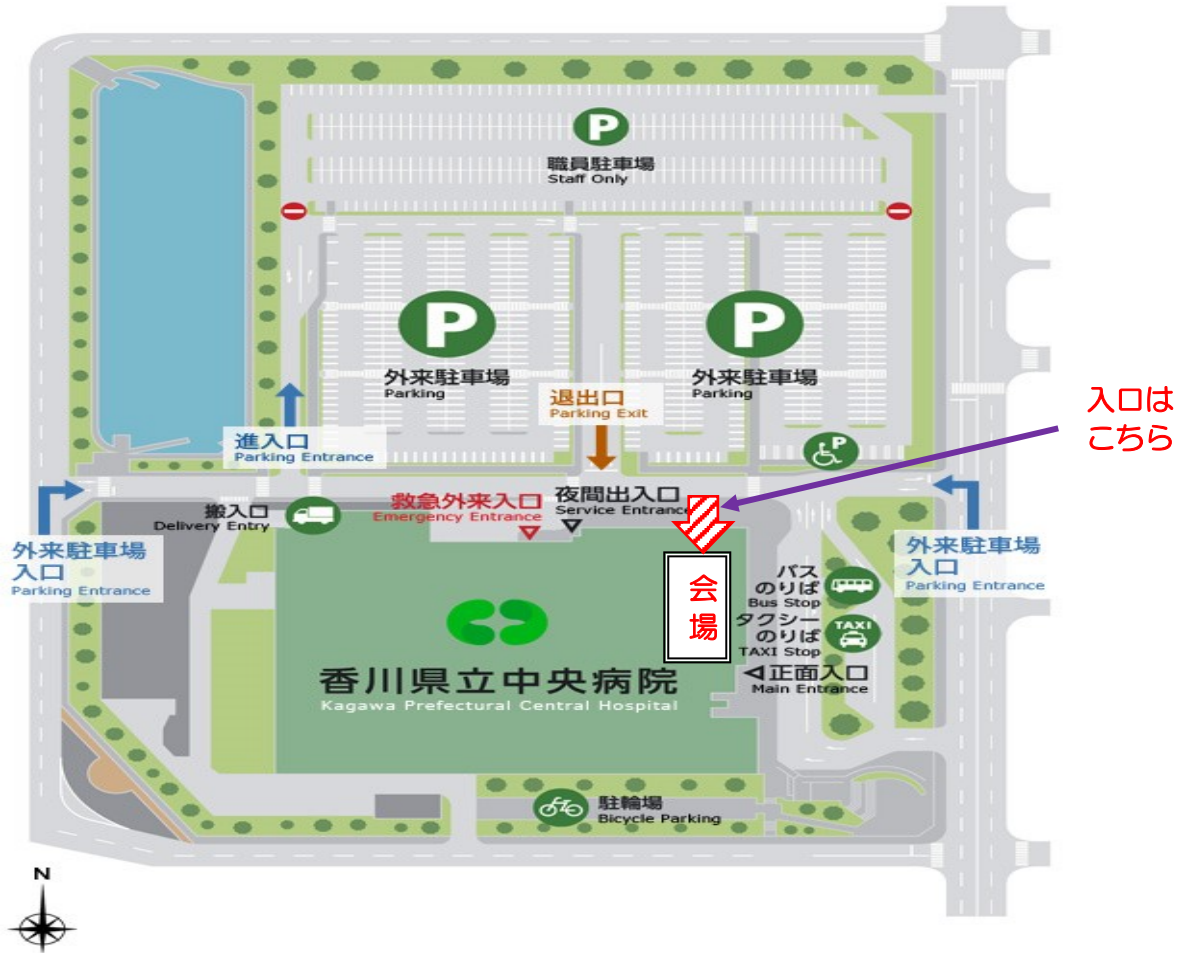 P
職員駐車場
Staff Only
P
外来駐車場
Parking
P
外来駐車場
Parking
退出口
Parking Exit
入口は
こちら
進入口
Parking Entrance
P
搬入口
Delivery Entry
救急外来入口
Emergency Entrance
夜間出入口
Service Entrance
外来駐車場
入口
Parking Entrance
外来駐車場
入口
Parking Entrance
会
場
バス
のりば
Bus Stop
タクシー
のりば
TAXI Stop
TAXI
正面入口
Main Entrance
香川県立中央病院
Kagawa Prefectural Central Hospital
駐輪場
Bicycle Parking
N